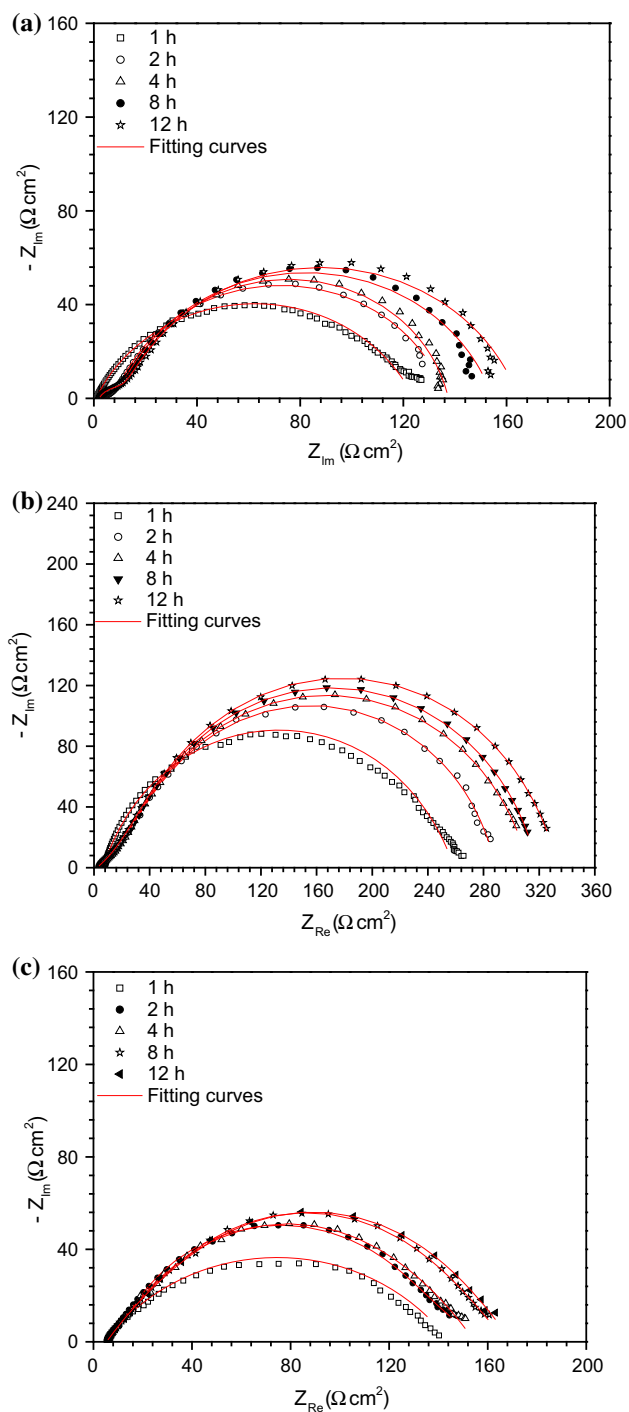 (a)
160
120
80
40
0
- Z_Im (Ω cm²)
1 h
2 h
4 h
8 h
12 h
Fitting curves
0 40 80 120 160 200
Z_Im (Ω cm²)
(b)
240
200
160
120
80
40
0
- Z_Im (Ω cm²)
1 h
2 h
4 h
8 h
12 h
Fitting curves
0 40 80 120 160 200 240 280 320 360
Z_Re (Ω cm²)
(c)
160
120
80
40
0
- Z_Im (Ω cm²)
1 h
2 h
4 h
8 h
12 h
Fitting curves
0 40 80 120 160 200
Z_Re (Ω cm²)